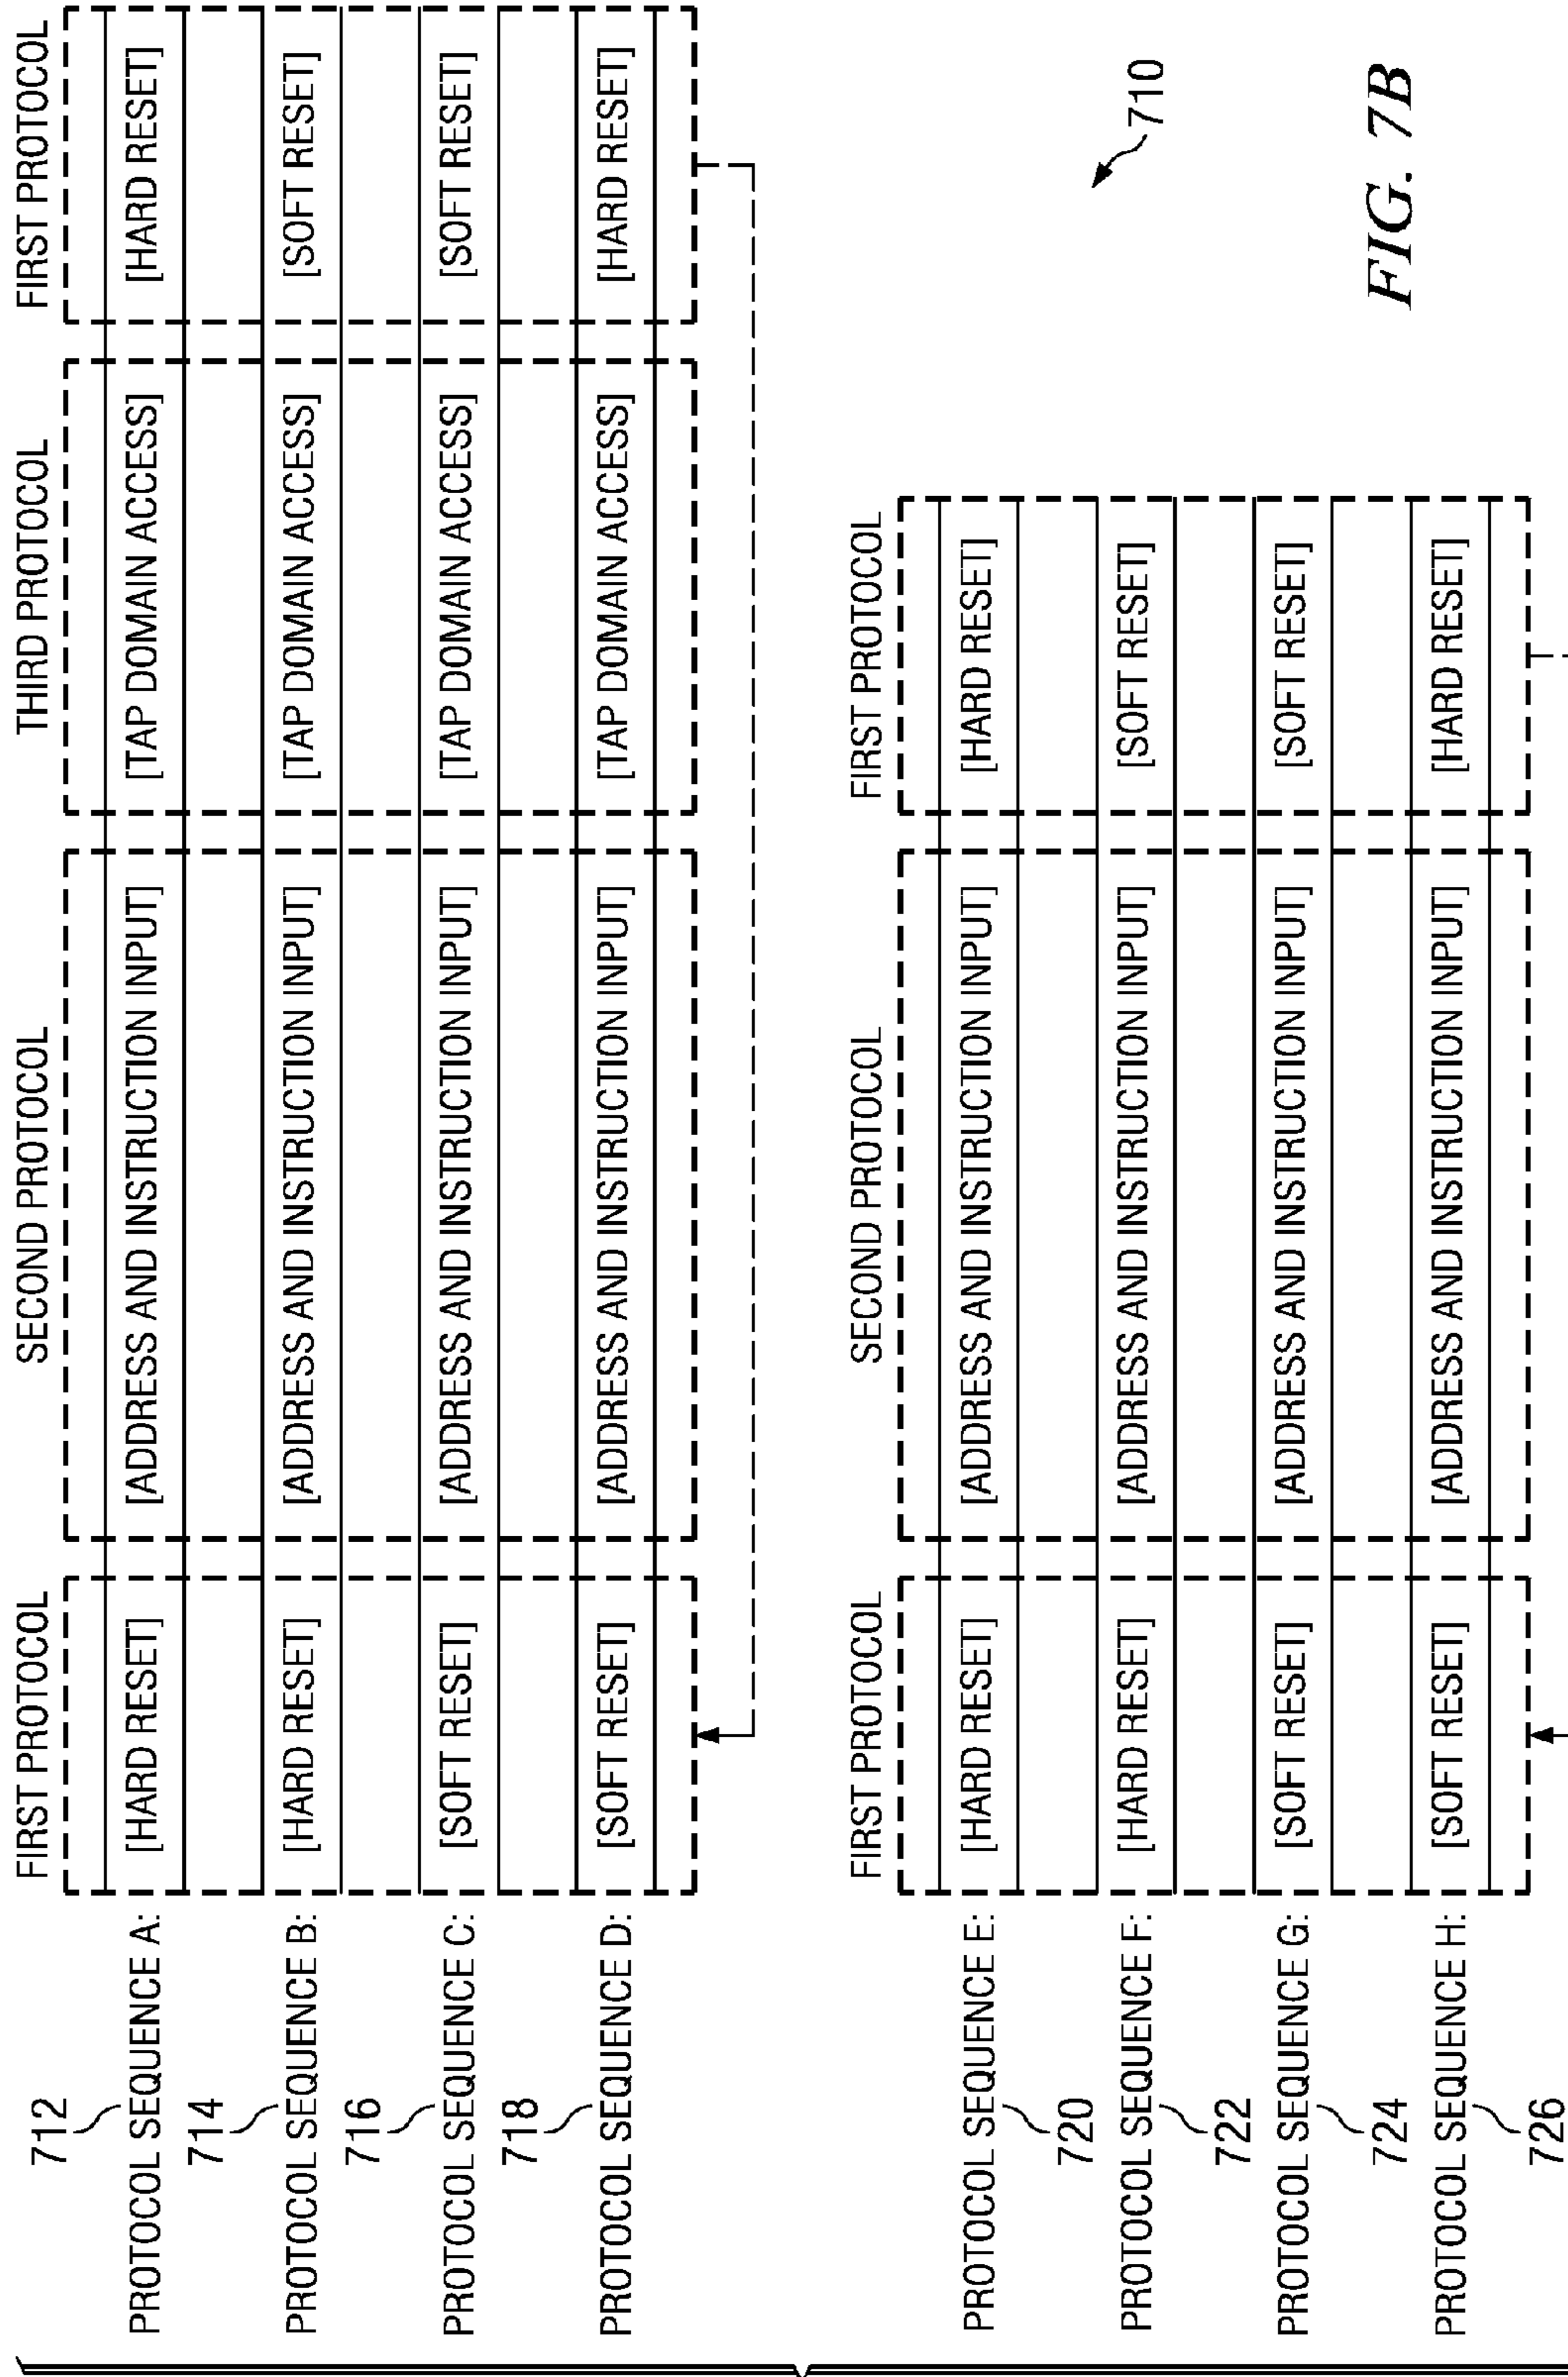 FIRST PROTOCOL SECOND PROTOCOL THIRD PROTOCOL FIRST PROTOCOL
712
PROTOCOL SEQUENCE A: [HARD RESET] [ADDRESS AND INSTRUCTION INPUT] [TAP DOMAIN ACCESS] [HARD RESET]
714
PROTOCOL SEQUENCE B: [HARD RESET] [ADDRESS AND INSTRUCTION INPUT] [TAP DOMAIN ACCESS] [SOFT RESET]
716
PROTOCOL SEQUENCE C: [SOFT RESET] [ADDRESS AND INSTRUCTION INPUT] [TAP DOMAIN ACCESS] [SOFT RESET]
718
PROTOCOL SEQUENCE D: [SOFT RESET] [ADDRESS AND INSTRUCTION INPUT] [TAP DOMAIN ACCESS] [HARD RESET]
FIRST PROTOCOL SECOND PROTOCOL FIRST PROTOCOL
PROTOCOL SEQUENCE E: [HARD RESET] [ADDRESS AND INSTRUCTION INPUT] [HARD RESET]
720
PROTOCOL SEQUENCE F: [HARD RESET] [ADDRESS AND INSTRUCTION INPUT] [SOFT RESET]
722
PROTOCOL SEQUENCE G: [SOFT RESET] [ADDRESS AND INSTRUCTION INPUT] [SOFT RESET]
724
PROTOCOL SEQUENCE H: [SOFT RESET] [ADDRESS AND INSTRUCTION INPUT] [HARD RESET]
726
710
FIG. 7B